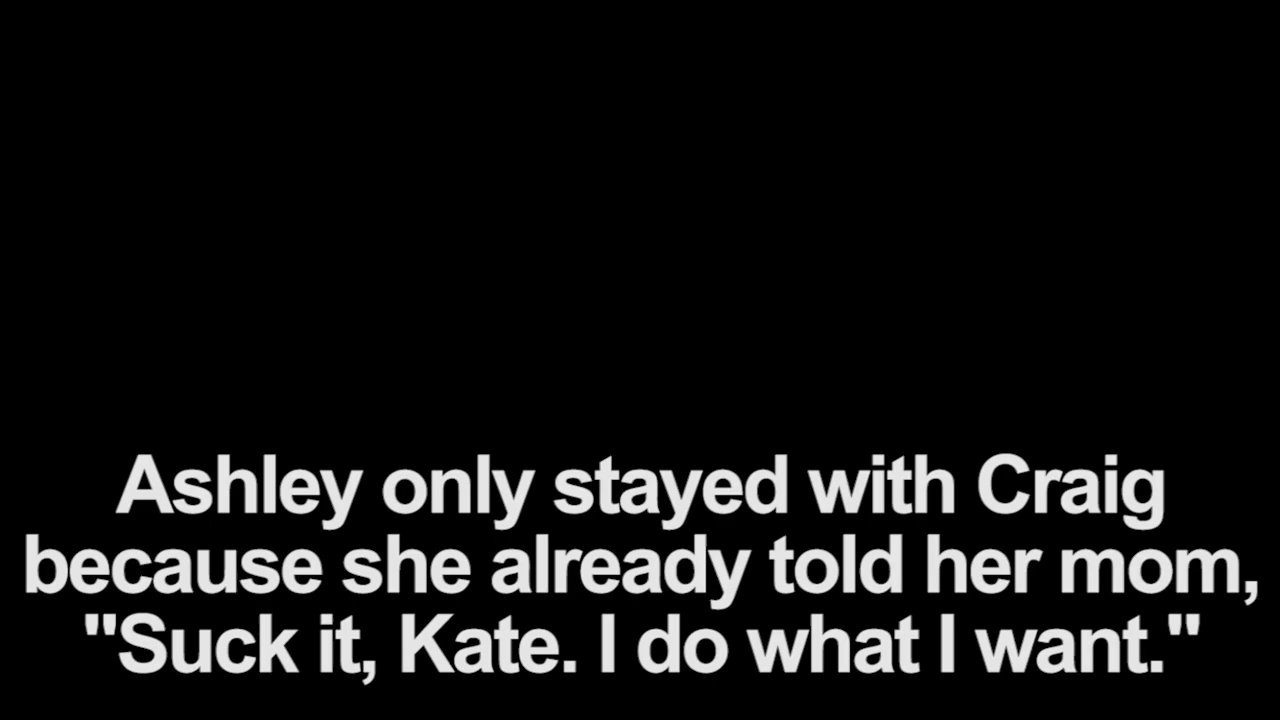 Ashley only stayed with Craig
because she already told her mom,
"Suck it, Kate. I do what I want."